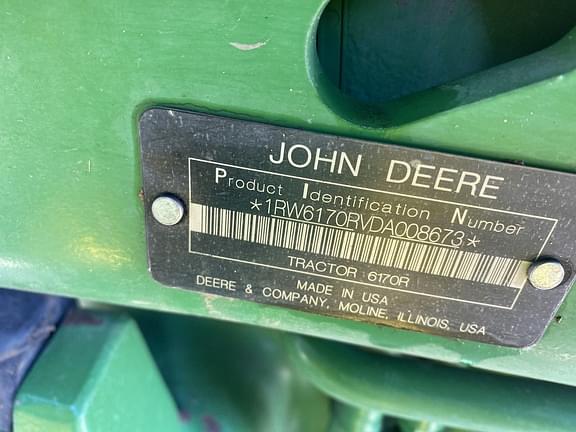 JOHN DEERE
Product Identification Number
*1RW6170RVDA008673*
TRACTOR 6170R
MADE IN USA
DEERE & COMPANY, MOLINE, ILLINOIS, USA